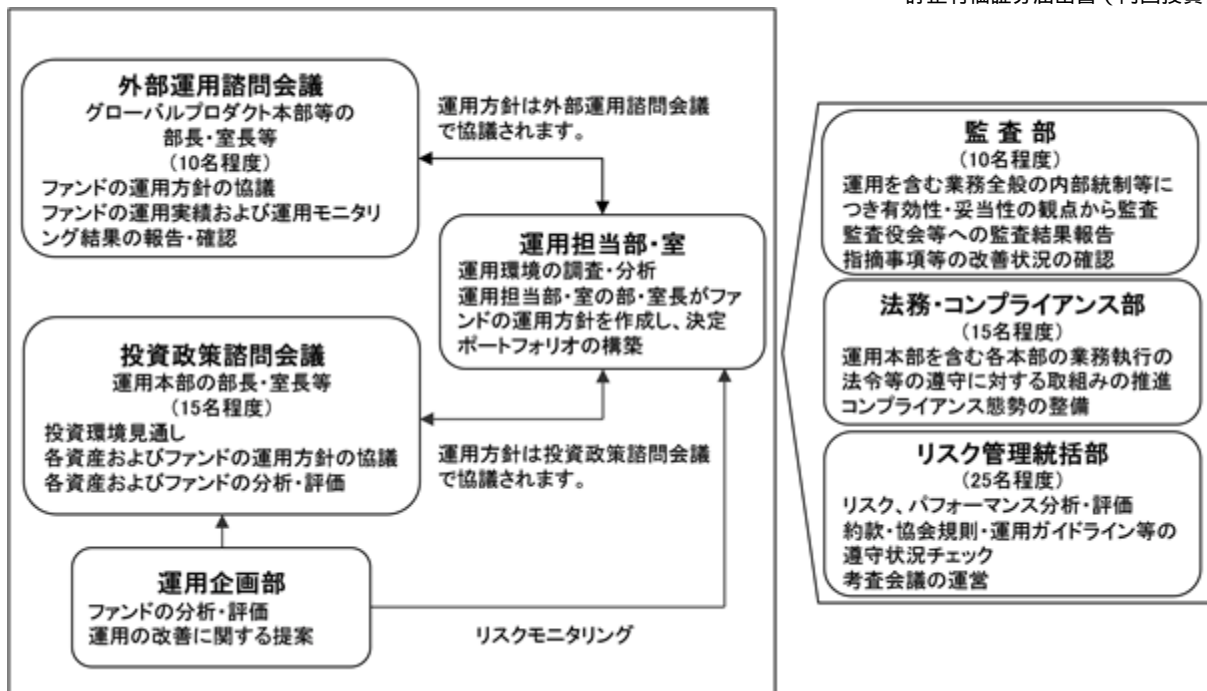 外部運用諮問会議
グローバルプロダクト本部等の
部長・室長等
(10名程度)
ファンドの運用方針の協議
ファンドの運用実績および運用モニタリ
ング結果の報告・確認
運用方針は外部運用諮問会議
で協議されます。
運用担当部・室
運用環境の調査・分析
運用担当部・室の部・室長がファ
ンドの運用方針を作成し、決定
ポートフォリオの構築
投資政策諮問会議
運用本部の部長・室長等
(15名程度)
投資環境見通し
各資産およびファンドの運用方針の協議
各資産およびファンドの分析・評価
運用方針は投資政策諮問会議
で協議されます。
運用企画部
ファンドの分析・評価
運用の改善に関する提案
リスクモニタリング
監 査 部
(10名程度)
運用を含む業務全般の内部統制等に
つき有効性・妥当性の観点から監査
監査役会等への監査結果報告
指摘事項等の改善状況の確認
法務・コンプライアンス部
(15名程度)
運用本部を含む各本部の業務執行の
法令等の遵守に対する取組みの推進
コンプライアンス態勢の整備
リスク管理統括部
(25名程度)
リスク、パフォーマンス分析・評価
約款・協会規則・運用ガイドライン等の
遵守状況チェック
考査会議の運営